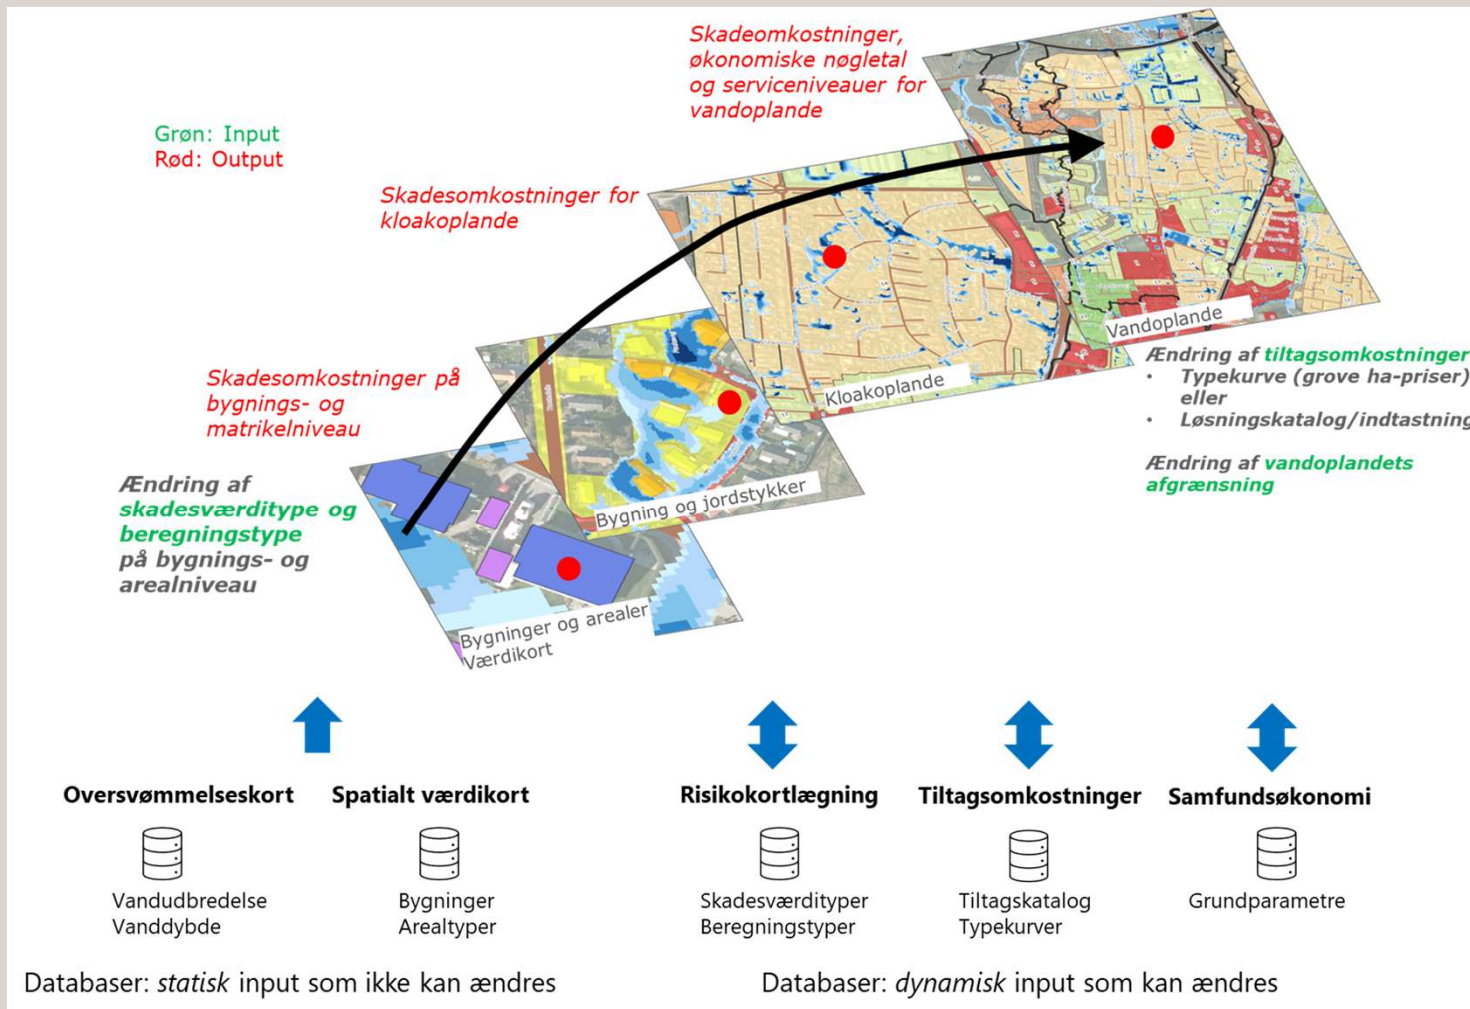 Skadeomkostninger,
økonomiske nøgletal
og serviceniveauer for
vandoplande
Grøn: Input
Rød: Output
Skadesomkostninger for
kloakoplande
Vandoplande
Ændring af tiltagsomkostninger
• Typekurve (grove ha-priser)
eller
• Løsningskatalog/indtastning
Ændring af vandoplandets
afgrænsning
Kloakoplande
Skadesomkostninger på
bygnings- og
matrikelniveau
Bygning og jordstykker
Ændring af
skadesværditype og
beregningstype
på bygnings- og
arealniveau
Bygninger og arealer
Værdikort
Oversvømmelseskort
Spatialt værdikort
Risikokortlægning
Tiltagsomkostninger
Samfundsøkonomi
Vandudbredelse
Vanddybde
Bygninger
Arealtyper
Skadesværdityper
Beregningstyper
Tiltagskatalog
Typekurver
Grundparametre
Databaser: statisk input som ikke kan ændres
Databaser: dynamisk input som kan ændres